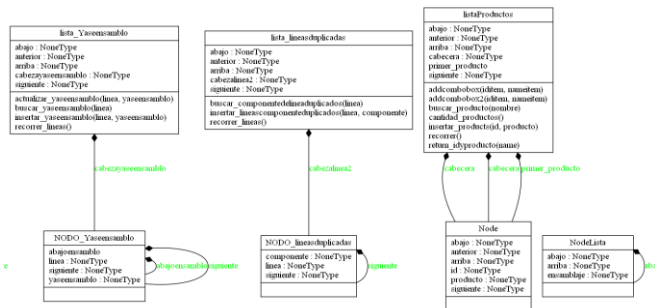 lista_Yaseensamblo
abajo : NoneType
anterior : NoneType
arriba : NoneType
cabezayaseensamblo : NoneType
siguiente : NoneType
actualizar_yaseensamblo(linea, yaseensamblo)
buscar_yaseensamblo(linea)
insertar_yaseensamblo(linea, yaseensamblo)
recorrer_lineas()
lista_lineasduplicadas
abajo : NoneType
anterior : NoneType
arriba : NoneType
cabezalinea2 : NoneType
siguiente : NoneType
buscar_componentedelineaduplicados(linea)
insertar_lineascomponenteduplicados(linea, componente)
recorrer_lineas()
listaProductos
abajo : NoneType
anterior : NoneType
arriba : NoneType
cabecera : NoneType
primer_producto
siguiente : NoneType
addcombobox(iditem, nameitem)
addcombobox2(iditem, nameitem)
buscar_producto(nombre)
cantidad_productos()
insertar_products(id, producto)
recorrer()
return_idyproducto(name)
cabezayaseensamblo
cabezalinea2
cabecera
cabecera
primer_producto
NODO_Yaseensamblo
abajoensamblo
linea : NoneType
siguiente : NoneType
yaseensamblo : NoneType
abajoensamblo
siguiente
NODO_lineasduplicadas
componente : NoneType
linea : NoneType
siguiente : NoneType
siguiente
Node
abajo : NoneType
anterior : NoneType
arriba : NoneType
id : NoneType
producto : NoneType
siguiente : NoneType
NodeLista
abajo : NoneType
arriba : NoneType
ensamblaje : NoneType